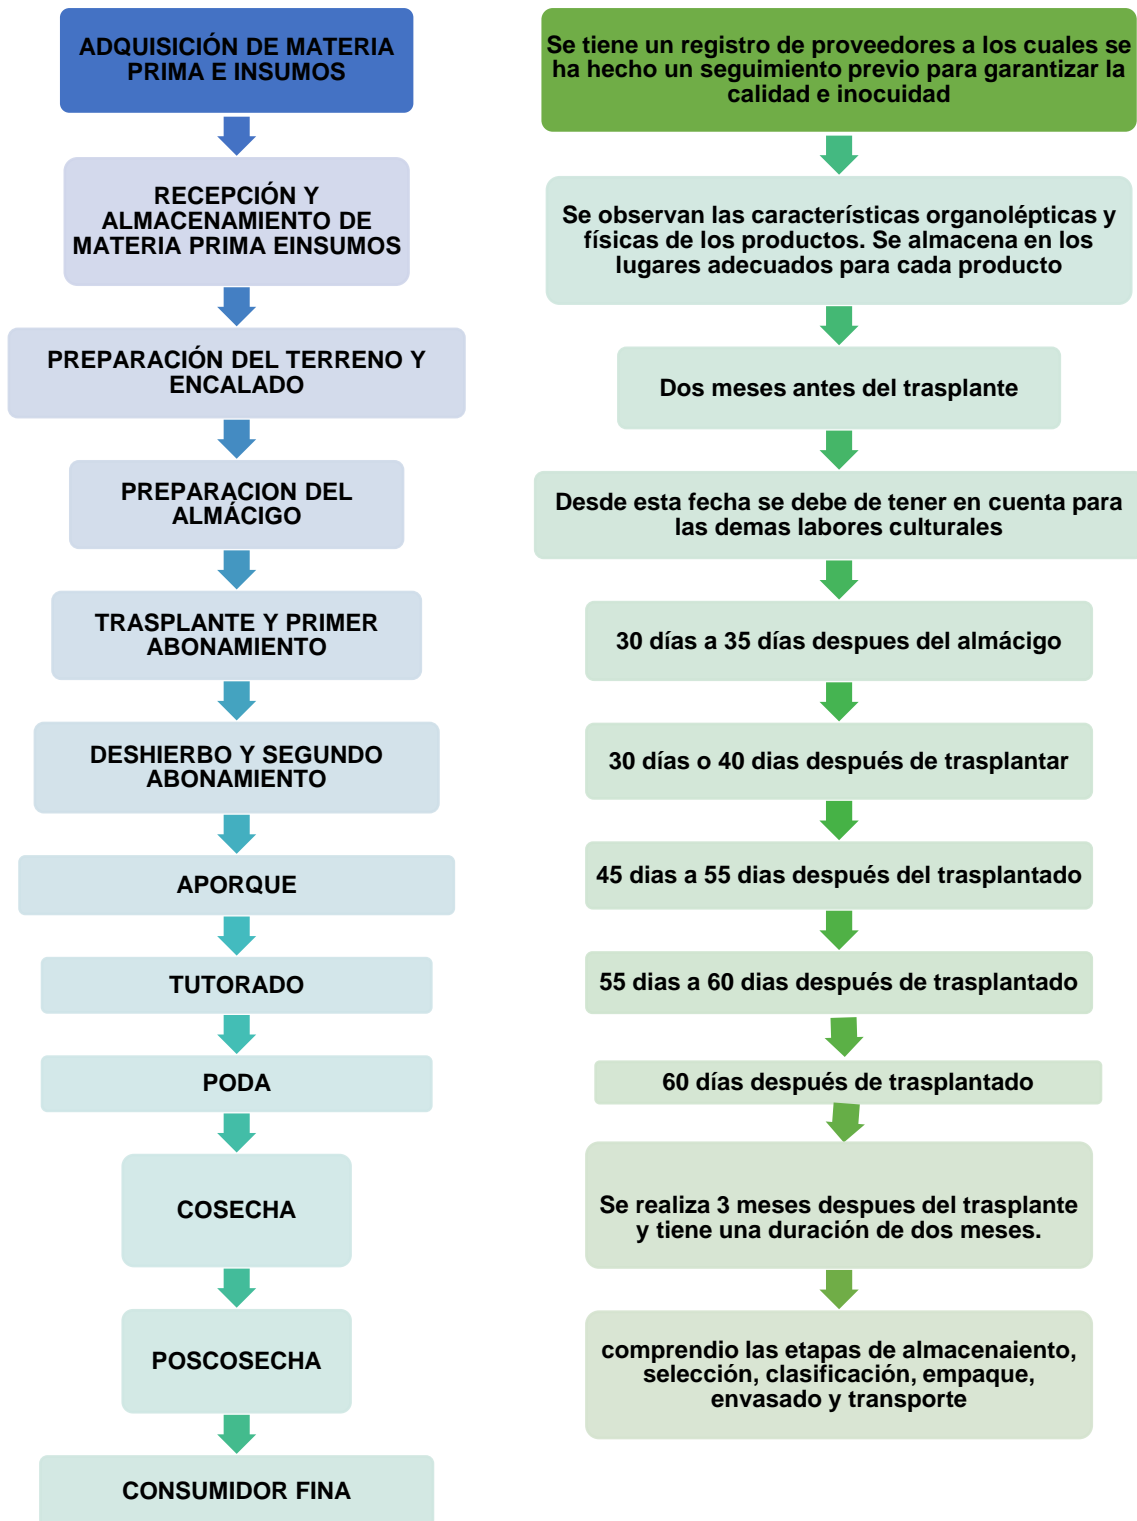 ADQUISICIÓN DE MATERIA
PRIMA E INSUMOS
Se tiene un registro de proveedores a los cuales se
ha hecho un seguimiento previo para garantizar la
calidad e inocuidad
RECEPCIÓN Y
ALMACENAMIENTO DE
MATERIA PRIMA EINSUMOS
Se observan las característicias organolépticas y
físicas de los productos. Se almacena en los
lugares adecuados para cada producto
PREPARACIÓN DEL TERRENO Y
ENCALADO
Dos meses antes del trasplante
PREPARACION DEL
ALMÁCIGO
Desde esta fecha se debe de tener en cuenta para
las demas labores culturales
TRASPLANTE Y PRIMER
ABONAMIENTO
30 días a 35 días despues del almácigo
DESHIERBO Y SEGUNDO
ABONAMIENTO
30 días o 40 dias después de trasplantar
APORQUE
45 dias a 55 dias después del trasplantado
TUTORADO
55 dias a 60 dias después de trasplantado
PODA
60 días después de trasplantado
COSECHA
Se realiza 3 meses despues del trasplante
y tiene una duración de dos meses.
POSCOSECHA
comprendio las etapas de almacenaiento,
selección, clasificación, empaque,
envasado y transporte
CONSUMIDOR FINA